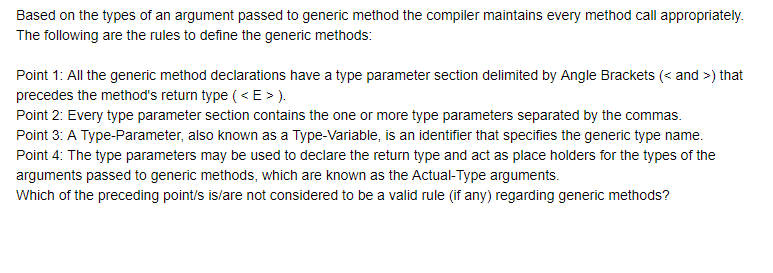 Based on the types of an argument passed to generic method the compiler maintains every method call appropriately.
The following are the rules to define the generic methods:
Point 1: All the generic method declarations have a type parameter section delimited by Angle Brackets (< and >) that
precedes the method's return type ( < E > ).
Point 2: Every type parameter section contains the one or more type parameters separated by the commas.
Point 3: A Type-Parameter, also known as a Type-Variable, is an identifier that specifies the generic type name.
Point 4: The type parameters may be used to declare the return type and act as place holders for the types of the
arguments passed to generic methods, which are known as the Actual-Type arguments.
Which of the preceding point/s is/are not considered to be a valid rule (if any) regarding generic methods?